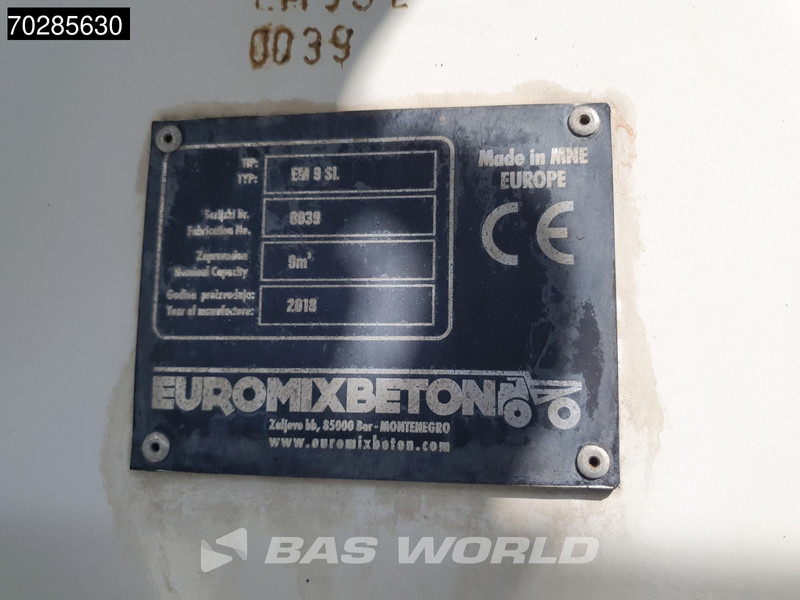 70285630
0039
TIP:
TYP:
EM 9 SL
Made in MNE
EUROPE
Serijski br.
Fabrication No.
0039
CE
Zapremina
Nominal Capacity
9m³
Godina proizvodnje:
Year of manufacture:
2018
EUROMIXBETON
Zaljevo bb, 85000 Bar - MONTENEGRO
www.euromixbeton.com
BAS WORLD